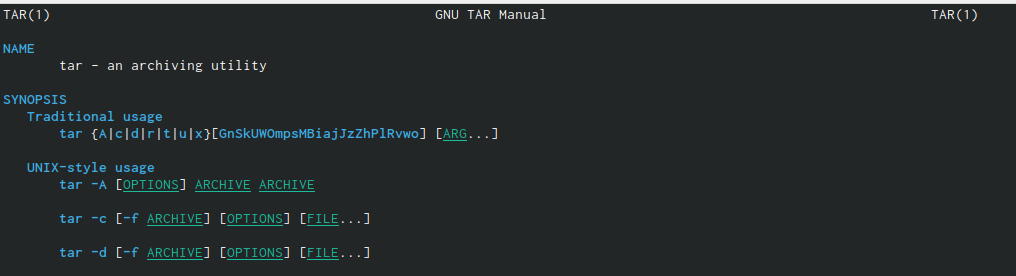 TAR(1) GNU TAR Manual TAR(1)
NAME
tar - an archiving utility
SYNOPSIS
Traditional usage
tar {A|c|d|r|t|u|x}[GnSkUWOmpsMBiajJzZhPlRvwo] [ARG...]
UNIX-style usage
tar -A [OPTIONS] ARCHIVE ARCHIVE
tar -c [-f ARCHIVE] [OPTIONS] [FILE...]
tar -d [-f ARCHIVE] [OPTIONS] [FILE...]